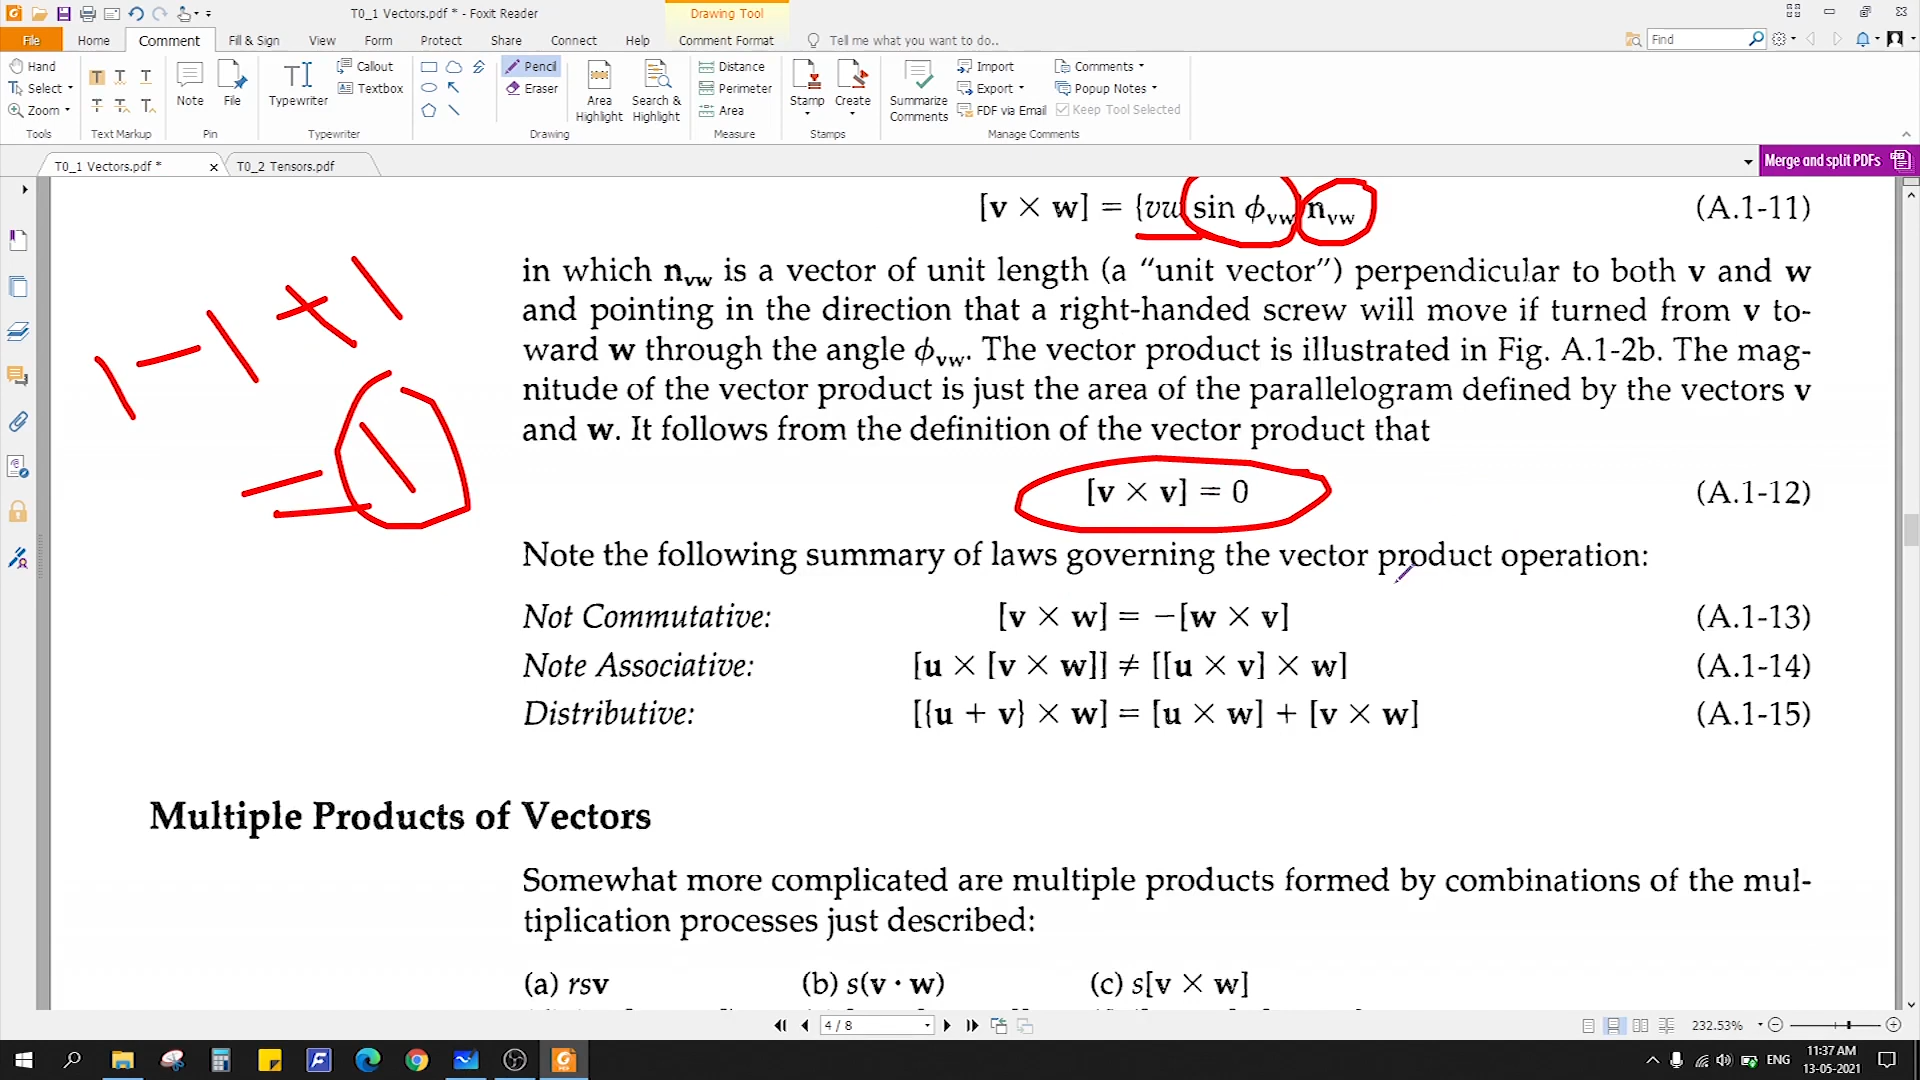 T0_1 Vectors.pdf * - Foxit Reader
Drawing Tool
File Home Comment Fill & Sign View Form Protect Share Connect Help Comment Format Tell me what you want to do.. Find
Hand
Select
Zoom
Tools
Text Markup
Note File
Pin
Typewriter
Callout
Textbox
Typewriter
Pencil
Eraser
Area Highlight
Search & Highlight
Drawing
Distance
Perimeter
Area
Measure
Stamp Create
Stamps
Summarize Comments
Import
Export
FDF via Email
Comments
Popup Notes
Keep Tool Selected
Manage Comments
T0_1 Vectors.pdf * T0_2 Tensors.pdf Merge and split PDFs
[v × w] = {vw sin ϕvw}nvw (A.1-11)
in which nvw is a vector of unit length (a “unit vector”) perpendicular to both v and w
and pointing in the direction that a right-handed screw will move if turned from v to-
ward w through the angle ϕvw. The vector product is illustrated in Fig. A.1-2b. The mag-
nitude of the vector product is just the area of the parallelogram defined by the vectors v
and w. It follows from the definition of the vector product that
1 - 1 + 1
= 1
[v × v] = 0 (A.1-12)
Note the following summary of laws governing the vector product operation:
Not Commutative: [v × w] = −[w × v] (A.1-13)
Note Associative: [u × [v × w]] ≠ [[u × v] × w] (A.1-14)
Distributive: [{u + v} × w] = [u × w] + [v × w] (A.1-15)
Multiple Products of Vectors
Somewhat more complicated are multiple products formed by combinations of the mul-
tiplication processes just described:
(a) rsv (b) s(v · w) (c) s[v × w]
4 / 8 232.53%
ENG 11:37 AM
13-05-2021